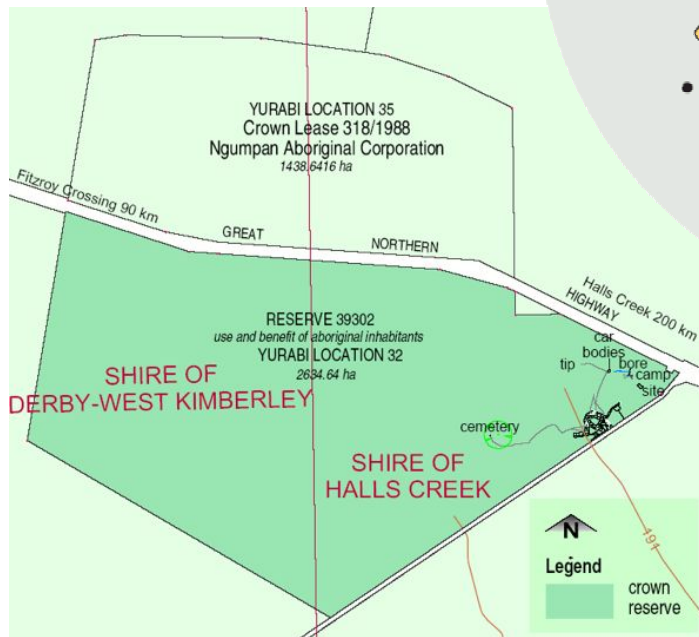 YURABI LOCATION 35
Crown Lease 318/1988
Ngumpan Aboriginal Corporation
1438.6416 ha
Fitzroy Crossing 90 km
GREAT
NORTHERN
HIGHWAY
Halls Creek 200 km
RESERVE 39302
use and benefit of aboriginal inhabitants
YURABI LOCATION 32
2634.64 ha
car
bodies
tip
bore
camp
site
SHIRE OF
DERBY-WEST KIMBERLEY
cemetery
SHIRE OF
HALLS CREEK
191
N
Legend
crown
reserve